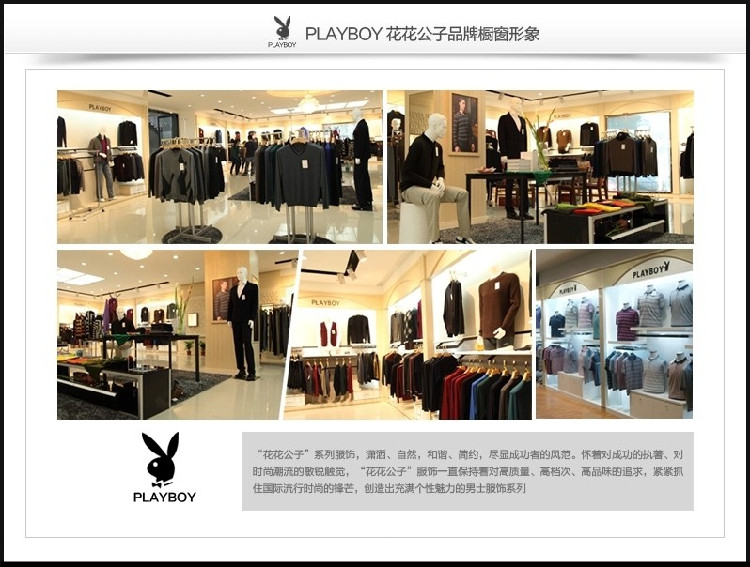 PLAYBOY
PLAYBOY 花花公子品牌橱窗形象
PLAYBOY
PLAYBOY
PLAYBOY
PLAYBOY
“花花公子”系列服饰，潇洒、自然，和谐、简约，尽显成功者的风范。怀着对成功的执著、对
时尚潮流的敏锐触觉，“花花公子”服饰一直保持着对高质量、高档次、高品味的追求，紧紧抓
住国际流行时尚的锋芒，创造出充满个性魅力的男士服饰系列